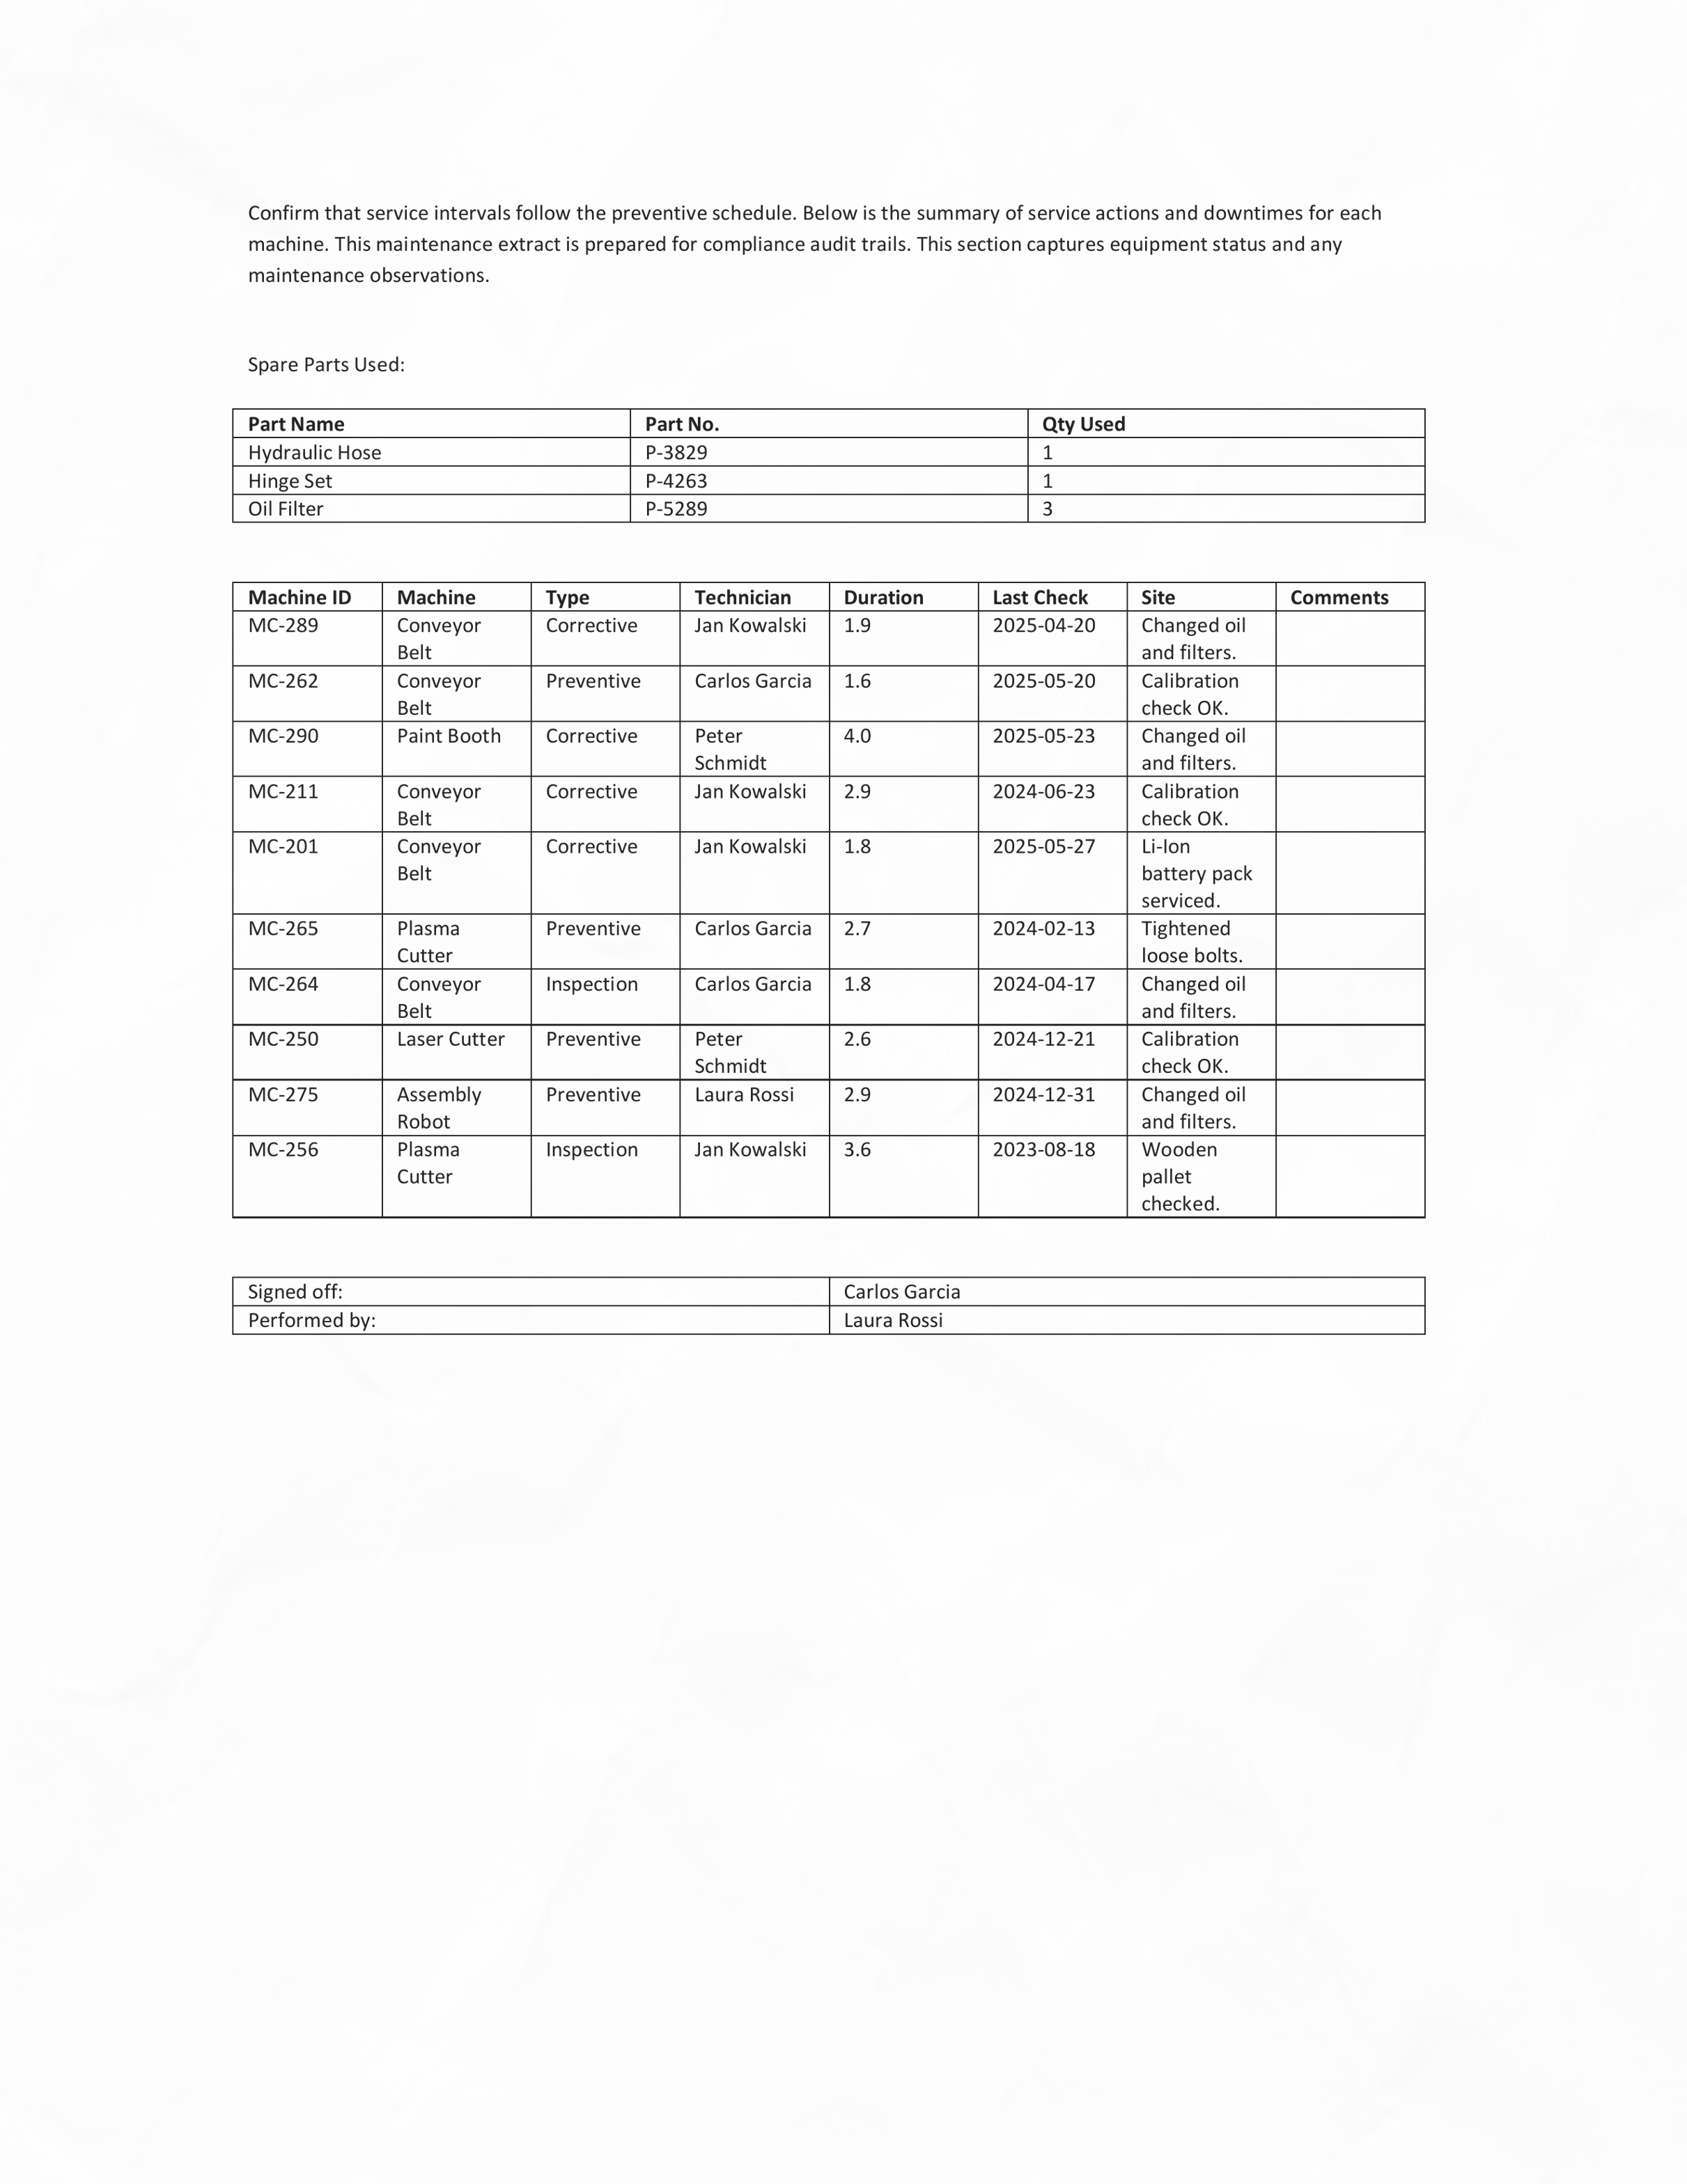 Confirm that service intervals follow the preventive schedule. Below is the summary of service actions and downtimes for each
machine. This maintenance extract is prepared for compliance audit trails. This section captures equipment status and any
maintenance observations.
Spare Parts Used:
Part Name Part No. Qty Used
Hydraulic Hose P-3829 1
Hinge Set P-4263 1
Oil Filter P-5289 3
Machine ID Machine Type Technician Duration Last Check Site Comments
MC-289 Conveyor Corrective Jan Kowalski 1.9 2025-04-20 Changed oil
Belt and filters.
MC-262 Conveyor Preventive Carlos Garcia 1.6 2025-05-20 Calibration
Belt check OK.
MC-290 Paint Booth Corrective Peter 4.0 2025-05-23 Changed oil
Schmidt and filters.
MC-211 Conveyor Corrective Jan Kowalski 2.9 2024-06-23 Calibration
Belt check OK.
MC-201 Conveyor Corrective Jan Kowalski 1.8 2025-05-27 Li-Ion
Belt battery pack
serviced.
MC-265 Plasma Preventive Carlos Garcia 2.7 2024-02-13 Tightened
Cutter loose bolts.
MC-264 Conveyor Inspection Carlos Garcia 1.8 2024-04-17 Changed oil
Belt and filters.
MC-250 Laser Cutter Preventive Peter 2.6 2024-12-21 Calibration
Schmidt check OK.
MC-275 Assembly Preventive Laura Rossi 2.9 2024-12-31 Changed oil
Robot and filters.
MC-256 Plasma Inspection Jan Kowalski 3.6 2023-08-18 Wooden
Cutter pallet
checked.
Signed off: Carlos Garcia
Performed by: Laura Rossi